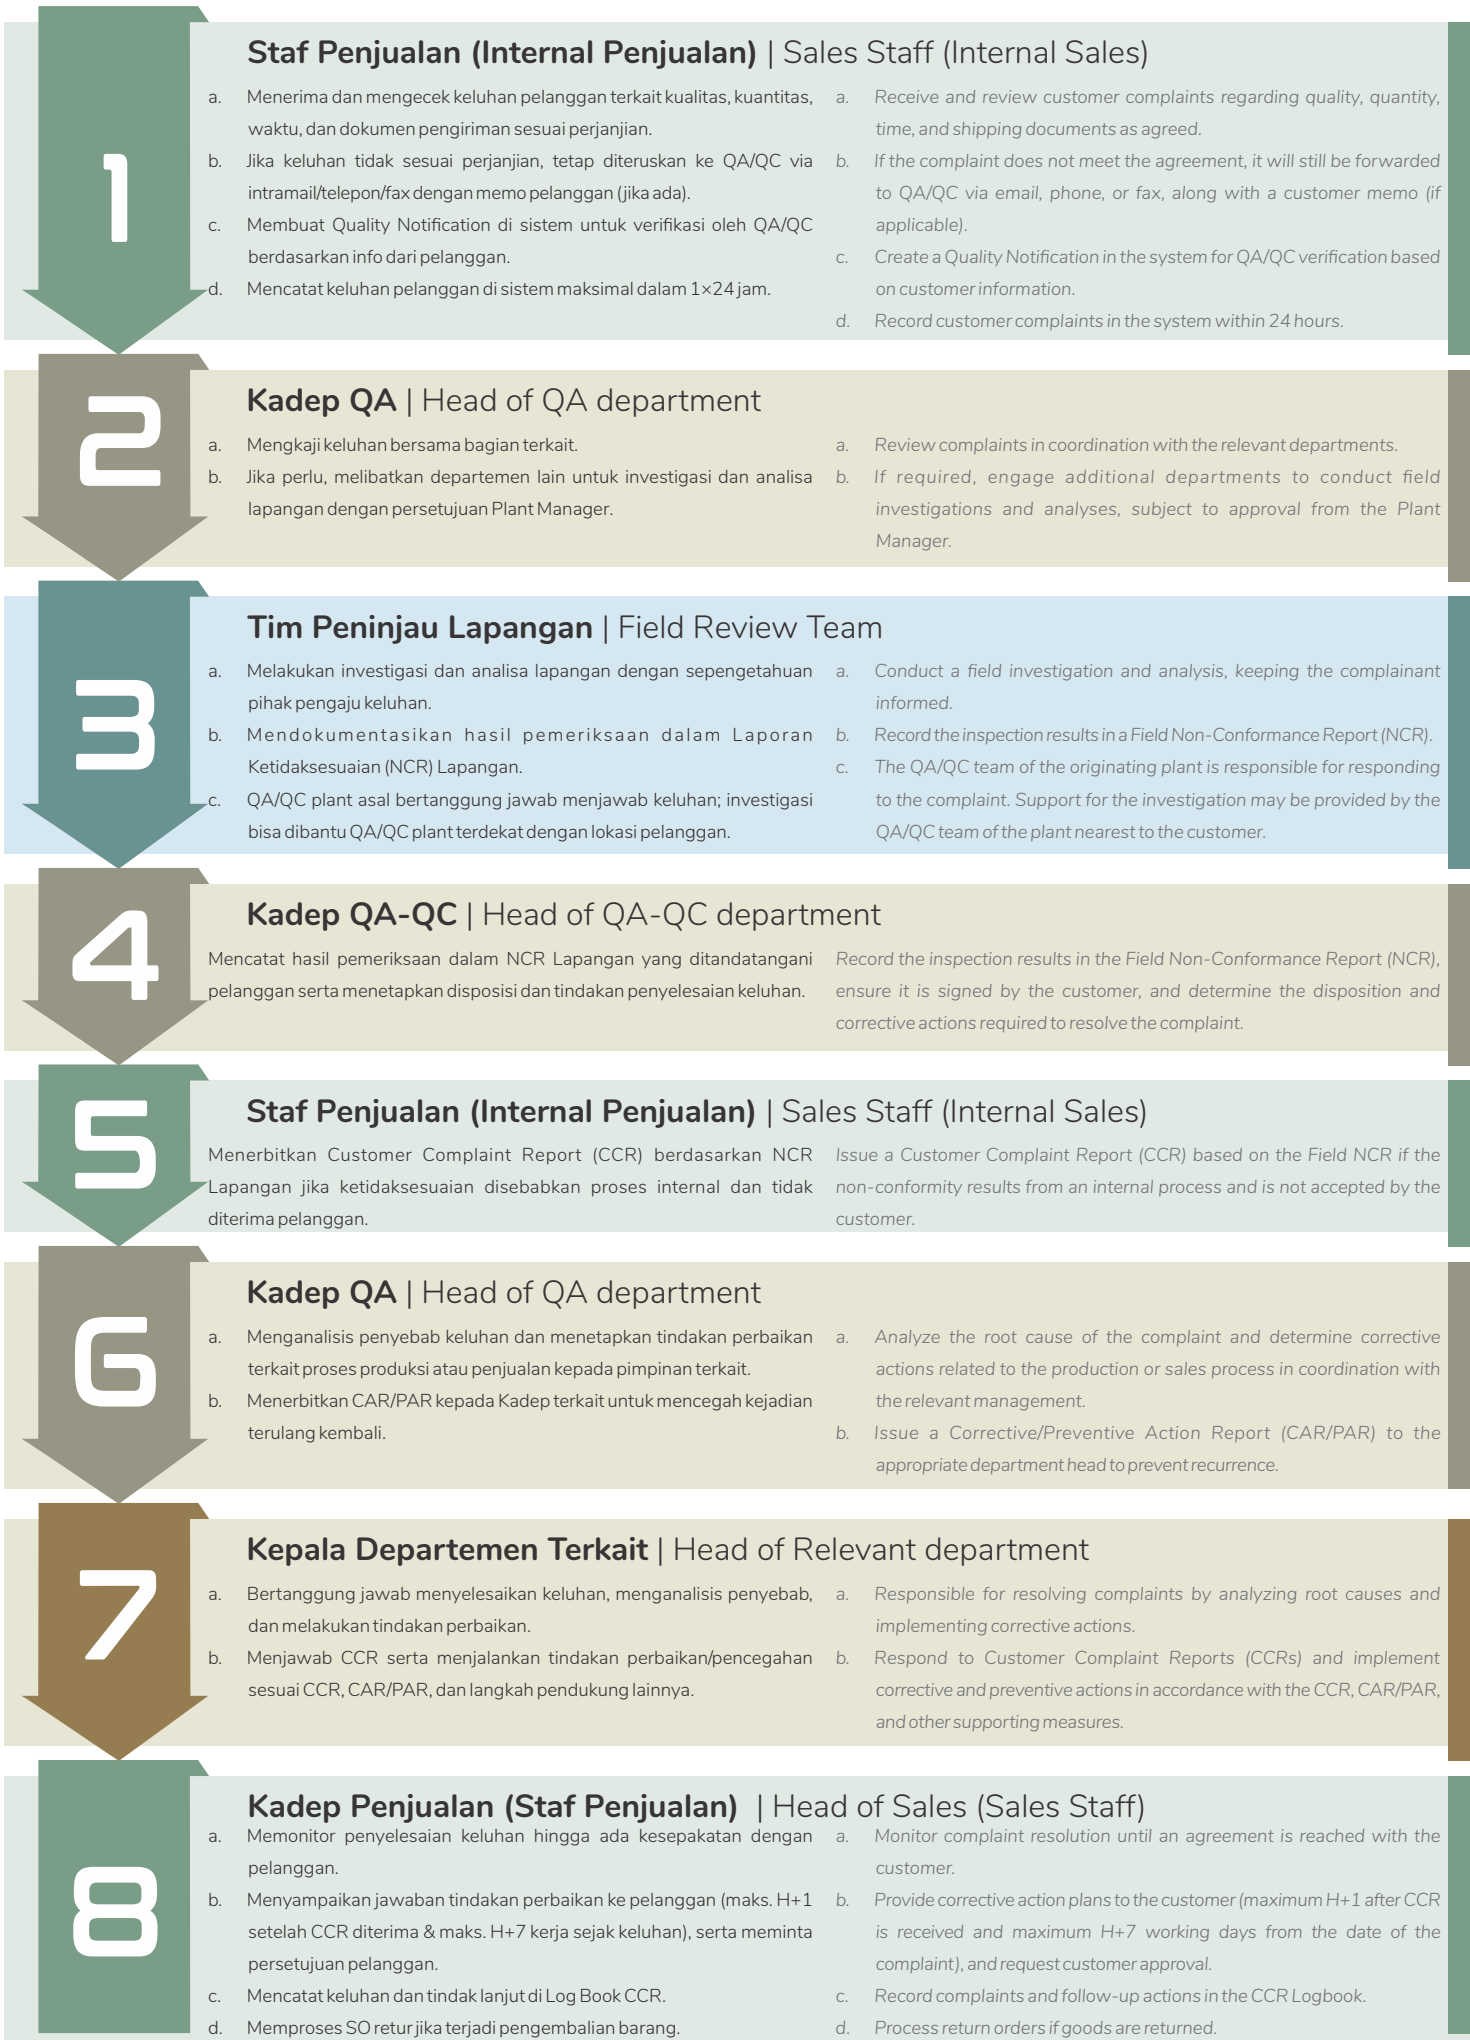 1
Staf Penjualan (Internal Penjualan) | Sales Staff (Internal Sales)
a. Menerima dan mengecek keluhan pelanggan terkait kualitas, kuantitas,
waktu, dan dokumen pengiriman sesuai perjanjian.
b. Jika keluhan tidak sesuai perjanjian, tetap diteruskan ke QA/QC via
intramail/telepon/fax dengan memo pelanggan (jika ada).
c. Membuat Quality Notification di sistem untuk verifikasi oleh QA/QC
berdasarkan info dari pelanggan.
d. Mencatat keluhan pelanggan di sistem maksimal dalam 1×24 jam.
a. Receive and review customer complaints regarding quality, quantity,
time, and shipping documents as agreed.
b. If the complaint does not meet the agreement, it will still be forwarded
to QA/QC via email, phone, or fax, along with a customer memo (if
applicable).
c. Create a Quality Notification in the system for QA/QC verification based
on customer information.
d. Record customer complaints in the system within 24 hours.
2
Kadep QA | Head of QA department
a. Mengkaji keluhan bersama bagian terkait.
b. Jika perlu, melibatkan departemen lain untuk investigasi dan analisa
lapangan dengan persetujuan Plant Manager.
a. Review complaints in coordination with the relevant departments.
b. If required, engage additional departments to conduct field
investigations and analyses, subject to approval from the Plant
Manager.
3
Tim Peninjau Lapangan | Field Review Team
a. Melakukan investigasi dan analisa lapangan dengan sepengetahuan
pihak pengaju keluhan.
b. Mendokumentasikan hasil pemeriksaan dalam Laporan
Ketidaksesuaian (NCR) Lapangan.
c. QA/QC plant asal bertanggung jawab menjawab keluhan; investigasi
bisa dibantu QA/QC plant terdekat dengan lokasi pelanggan.
a. Conduct a field investigation and analysis, keeping the complainant
informed.
b. Record the inspection results in a Field Non-Conformance Report (NCR).
c. The QA/QC team of the originating plant is responsible for responding
to the complaint. Support for the investigation may be provided by the
QA/QC team of the plant nearest to the customer.
4
Kadep QA-QC | Head of QA-QC department
Mencatat hasil pemeriksaan dalam NCR Lapangan yang ditandatangani
pelanggan serta menetapkan disposisi dan tindakan penyelesaian keluhan.
Record the inspection results in the Field Non-Conformance Report (NCR),
ensure it is signed by the customer, and determine the disposition and
corrective actions required to resolve the complaint.
5
Staf Penjualan (Internal Penjualan) | Sales Staff (Internal Sales)
Menerbitkan Customer Complaint Report (CCR) berdasarkan NCR
Lapangan jika ketidaksesuaian disebabkan proses internal dan tidak
diterima pelanggan.
Issue a Customer Complaint Report (CCR) based on the Field NCR if the
non-conformity results from an internal process and is not accepted by the
customer.
6
Kadep QA | Head of QA department
a. Menganalisis penyebab keluhan dan menetapkan tindakan perbaikan
terkait proses produksi atau penjualan kepada pimpinan terkait.
b. Menerbitkan CAR/PAR kepada Kadep terkait untuk mencegah kejadian
terulang kembali.
a. Analyze the root cause of the complaint and determine corrective
actions related to the production or sales process in coordination with
the relevant management.
b. Issue a Corrective/Preventive Action Report (CAR/PAR) to the
appropriate department head to prevent recurrence.
7
Kepala Departemen Terkait | Head of Relevant department
a. Bertanggung jawab menyelesaikan keluhan, menganalisis penyebab,
dan melakukan tindakan perbaikan.
b. Menjawab CCR serta menjalankan tindakan perbaikan/pencegahan
sesuai CCR, CAR/PAR, dan langkah pendukung lainnya.
a. Responsible for resolving complaints by analyzing root causes and
implementing corrective actions.
b. Respond to Customer Complaint Reports (CCRs) and implement
corrective and preventive actions in accordance with the CCR, CAR/PAR,
and other supporting measures.
8
Kadep Penjualan (Staf Penjualan) | Head of Sales (Sales Staff)
a. Memonitor penyelesaian keluhan hingga ada kesepakatan dengan
pelanggan.
b. Menyampaikan jawaban tindakan perbaikan ke pelanggan (maks. H+1
setelah CCR diterima & maks. H+7 kerja sejak keluhan), serta meminta
persetujuan pelanggan.
c. Mencatat keluhan dan tindak lanjut di Log Book CCR.
d. Memproses SO retur jika terjadi pengembalian barang.
a. Monitor complaint resolution until an agreement is reached with the
customer.
b. Provide corrective action plans to the customer (maximum H+1 after CCR
is received and maximum H+7 working days from the date of the
complaint), and request customer approval.
c. Record complaints and follow-up actions in the CCR Logbook.
d. Process return orders if goods are returned.